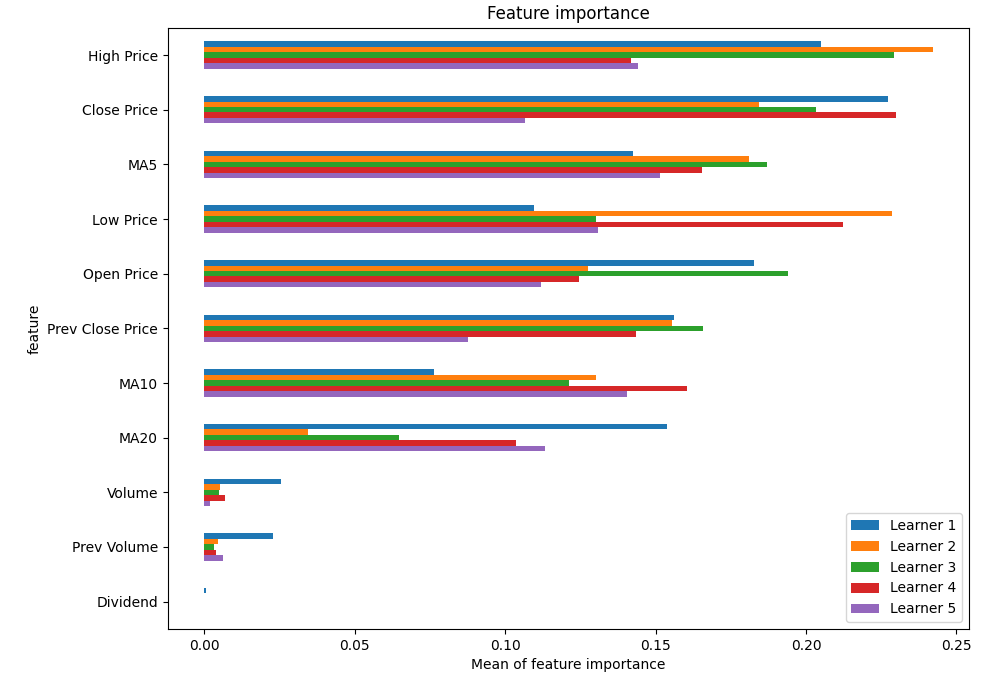 Feature importance
High Price
Close Price
MA5
Low Price
Open Price
Prev Close Price
MA10
MA20
Volume
Prev Volume
Dividend
feature
0.00 0.05 0.10 0.15 0.20 0.25
Mean of feature importance
Learner 1
Learner 2
Learner 3
Learner 4
Learner 5